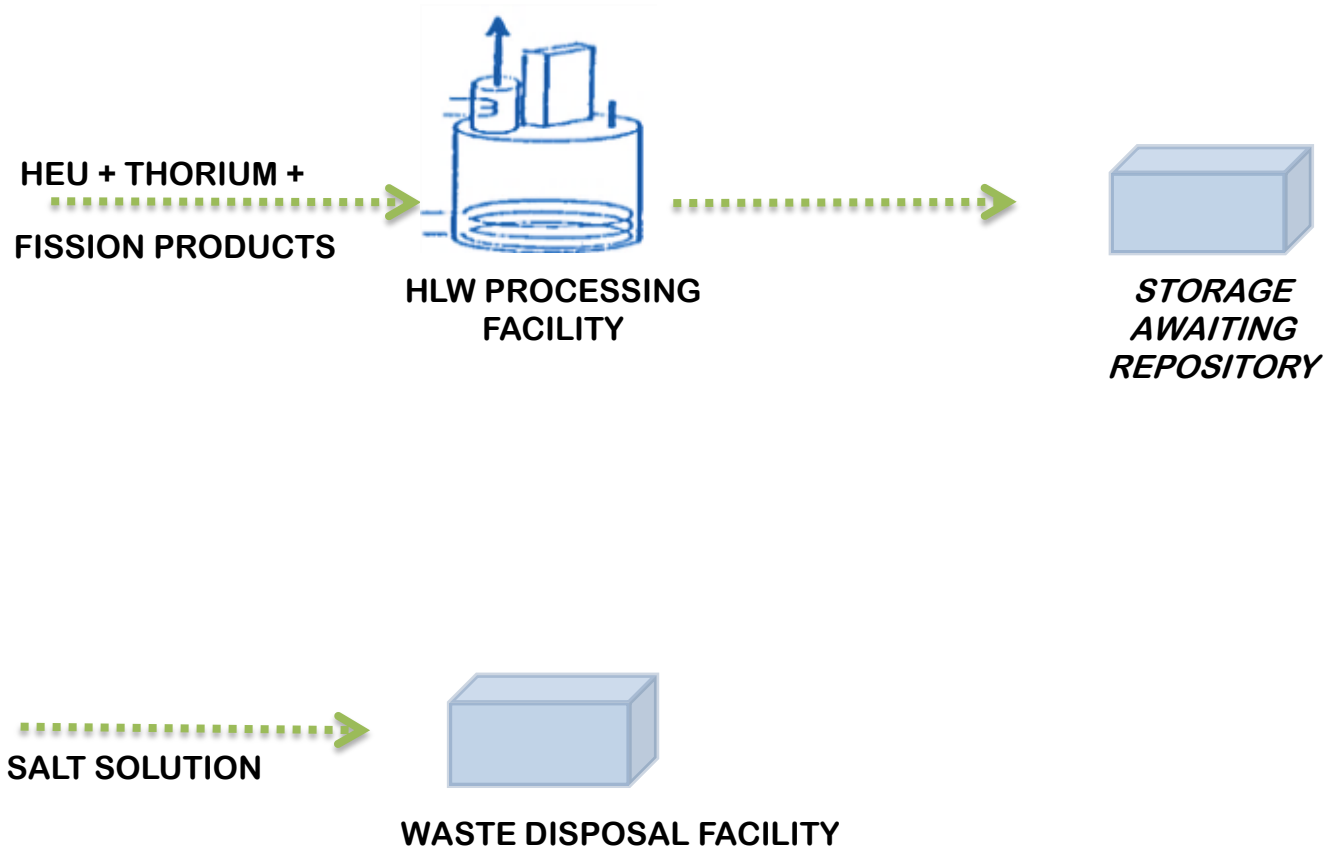 HEU + THORIUM +
FISSION PRODUCTS
HLW PROCESSING
FACILITY
STORAGE
AWAITING
REPOSITORY
SALT SOLUTION
WASTE DISPOSAL FACILITY